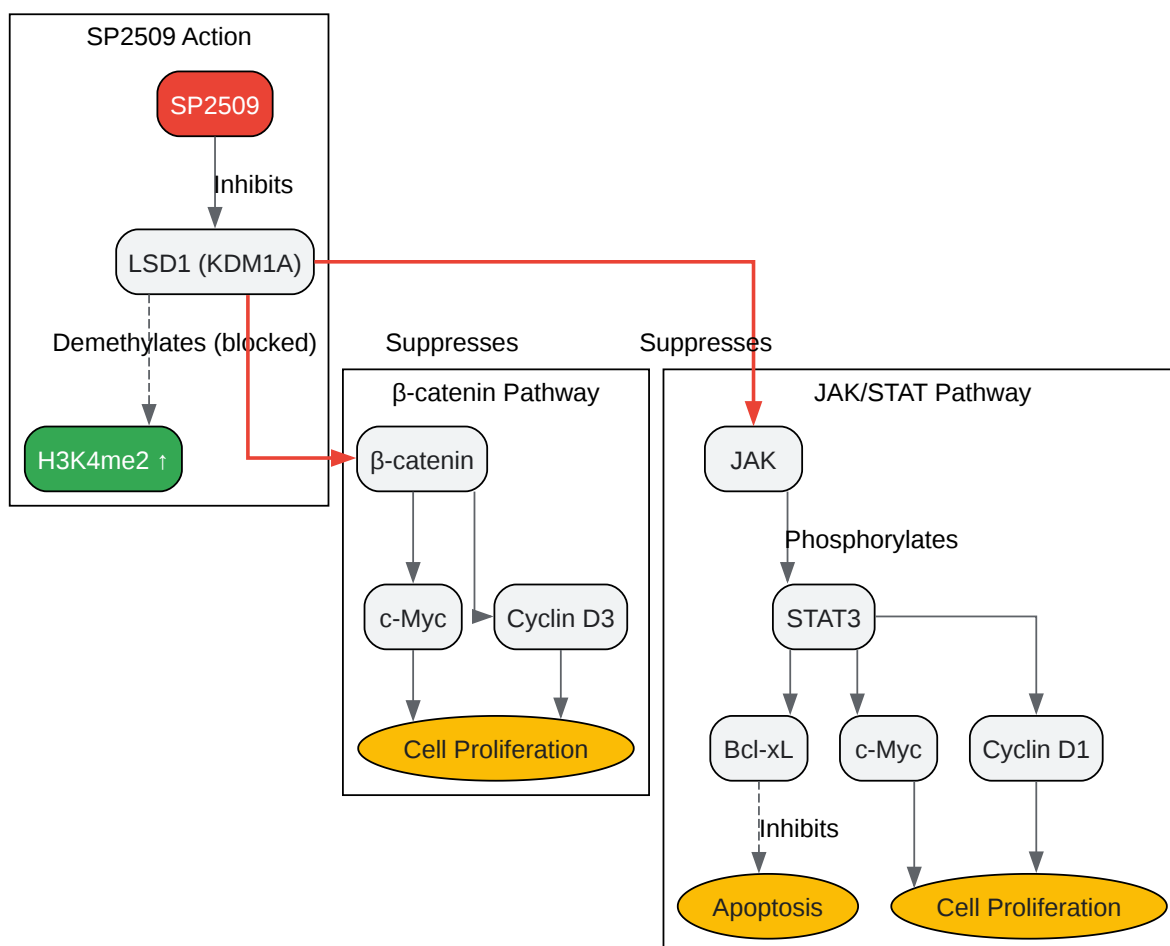 SP2509 Action
SP2509
Inhibits
LSD1 (KDM1A)
Demethylates (blocked)
Suppresses
Suppresses
H3K4me2 ↑
β-catenin Pathway
β-catenin
c-Myc
Cyclin D3
Cell Proliferation
JAK/STAT Pathway
JAK
Phosphorylates
STAT3
Bcl-xL
c-Myc
Cyclin D1
Inhibits
Apoptosis
Cell Proliferation